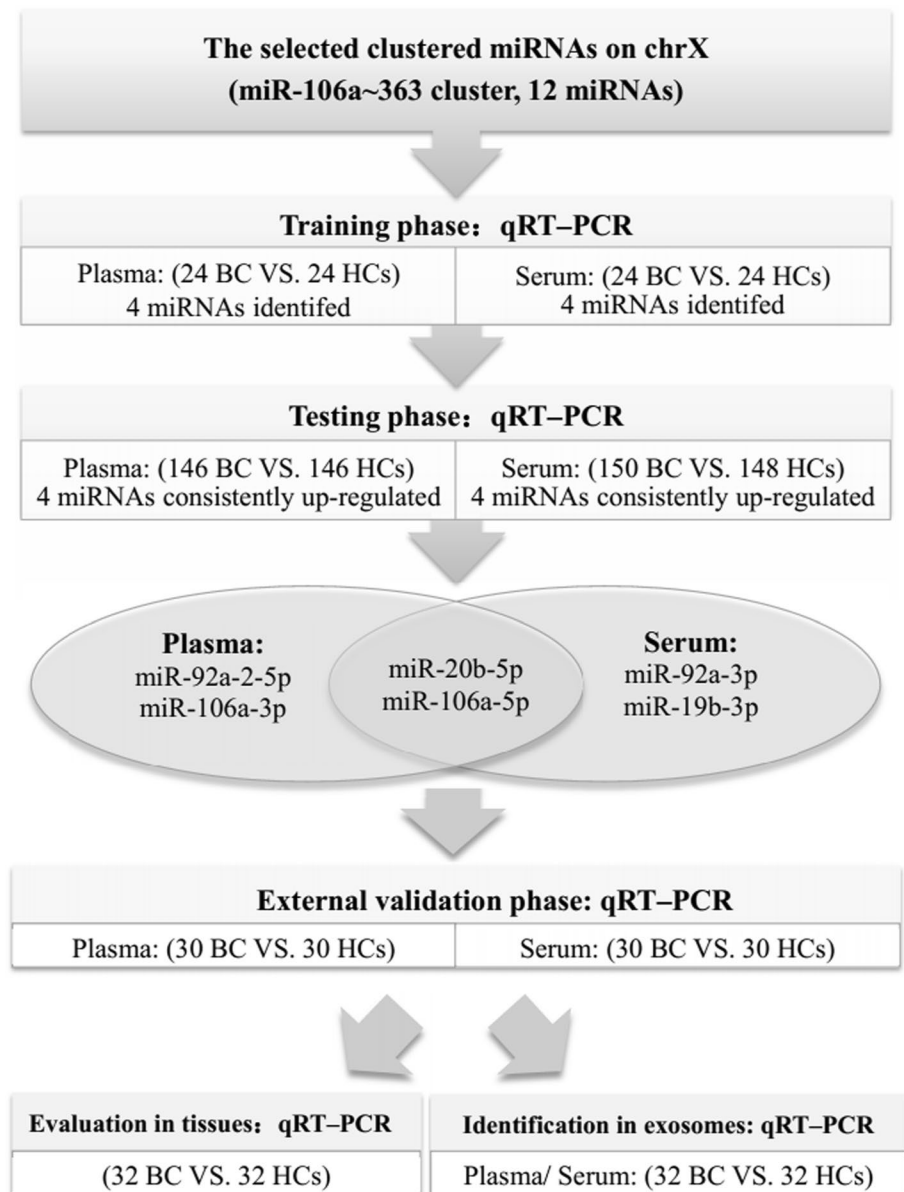 The selected clustered miRNAs on chrX
(miR-106a~363 cluster, 12 miRNAs)
Training phase： qRT–PCR
Plasma: (24 BC VS. 24 HCs)
4 miRNAs identifed
Serum: (24 BC VS. 24 HCs)
4 miRNAs identifed
Testing phase： qRT–PCR
Plasma: (146 BC VS. 146 HCs)
4 miRNAs consistently up-regulated
Serum: (150 BC VS. 148 HCs)
4 miRNAs consistently up-regulated
Plasma:
miR-92a-2-5p
miR-106a-3p
miR-20b-5p
miR-106a-5p
Serum:
miR-92a-3p
miR-19b-3p
External validation phase: qRT–PCR
Plasma: (30 BC VS. 30 HCs)
Serum: (30 BC VS. 30 HCs)
Evaluation in tissues： qRT–PCR
(32 BC VS. 32 HCs)
Identification in exosomes: qRT–PCR
Plasma/ Serum: (32 BC VS. 32 HCs)